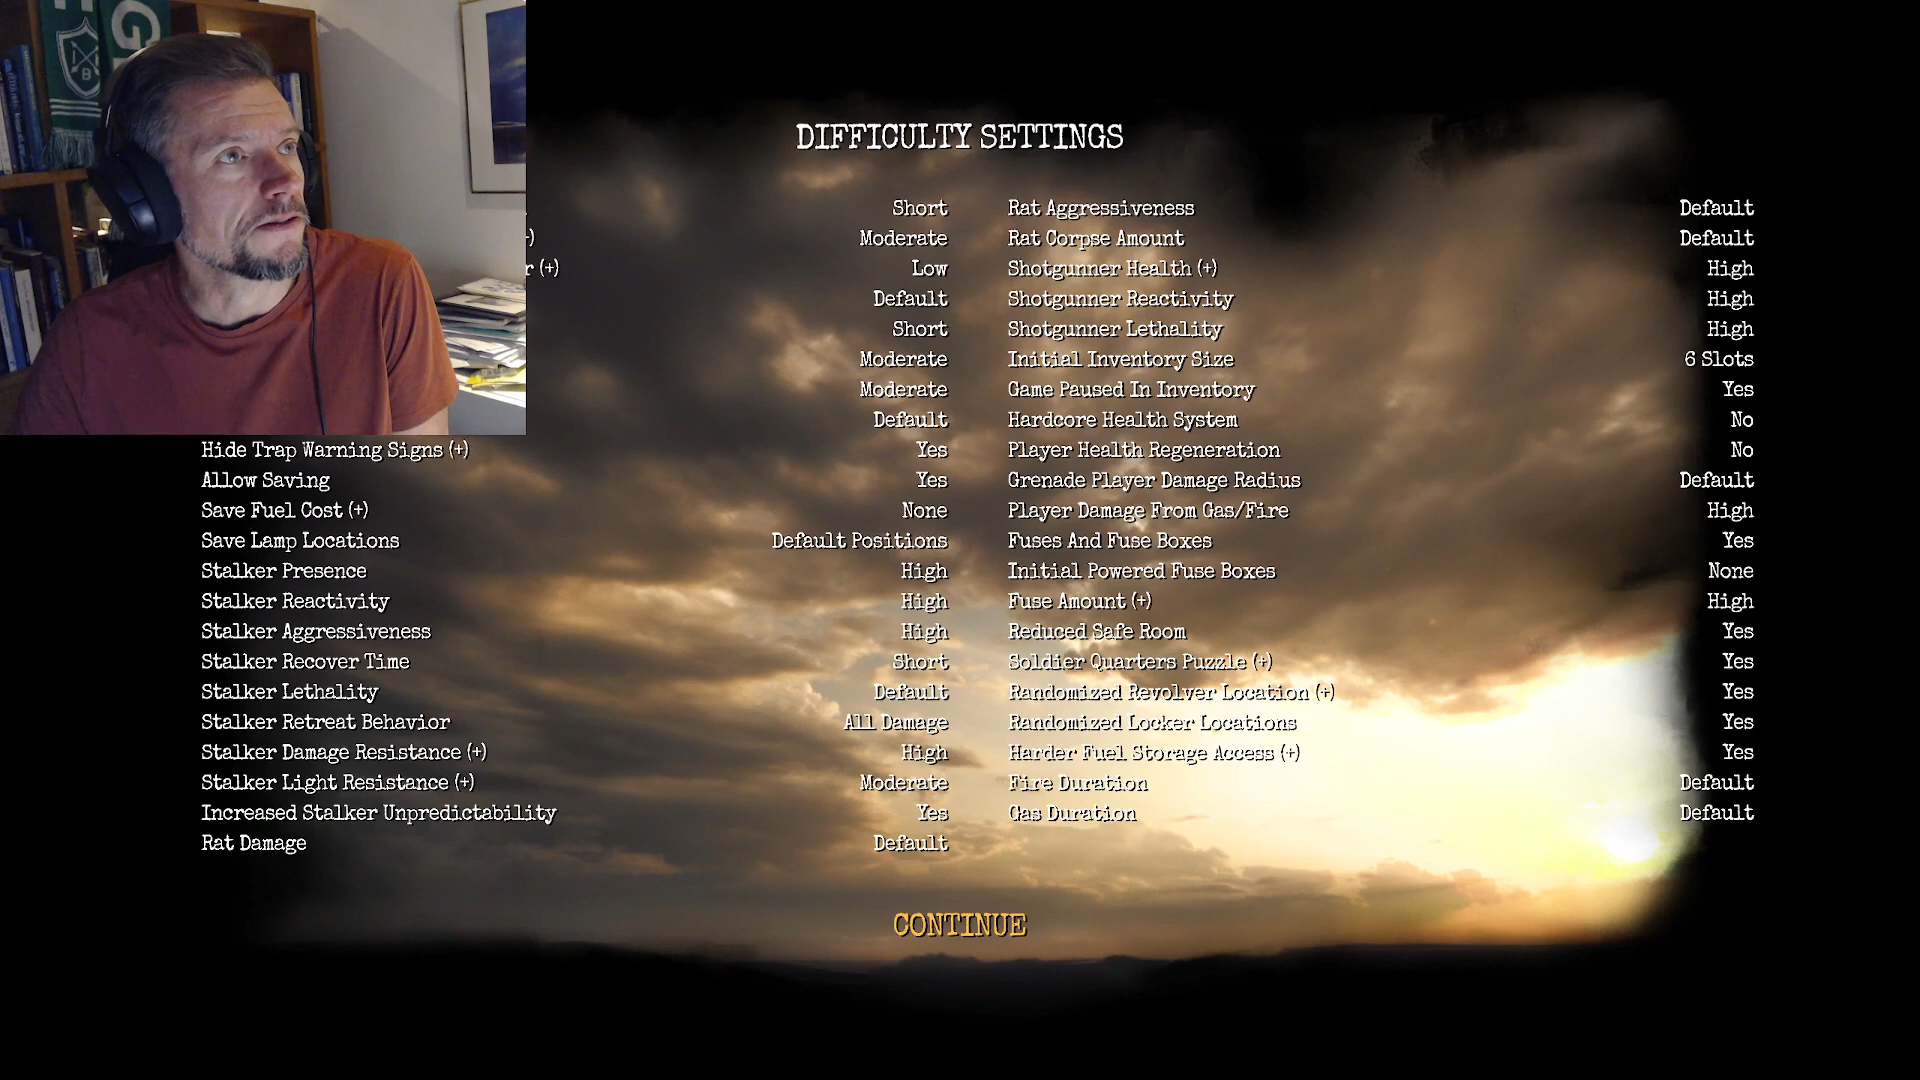 DIFFICULTY SETTINGS
Short
Moderate
(+) Low
Default
Short
Moderate
Moderate
Default
Hide Trap Warning Signs (+) Yes
Allow Saving Yes
Save Fuel Cost (+) None
Save Lamp Locations Default Positions
Stalker Presence High
Stalker Reactivity High
Stalker Aggressiveness High
Stalker Recover Time Short
Stalker Lethality Default
Stalker Retreat Behavior All Damage
Stalker Damage Resistance (+) High
Stalker Light Resistance (+) Moderate
Increased Stalker Unpredictability Yes
Rat Damage Default
Rat Aggressiveness Default
Rat Corpse Amount Default
Shotgunner Health (+) High
Shotgunner Reactivity High
Shotgunner Lethality High
Initial Inventory Size 6 Slots
Game Paused In Inventory Yes
Hardcore Health System No
Player Health Regeneration No
Grenade Player Damage Radius Default
Player Damage From Gas/Fire High
Fuses And Fuse Boxes Yes
Initial Powered Fuse Boxes None
Fuse Amount (+) High
Reduced Safe Room Yes
Soldier Quarters Puzzle (+) Yes
Randomized Revolver Location (+) Yes
Randomized Locker Locations Yes
Harder Fuel Storage Access (+) Yes
Fire Duration Default
Gas Duration Default
CONTINUE